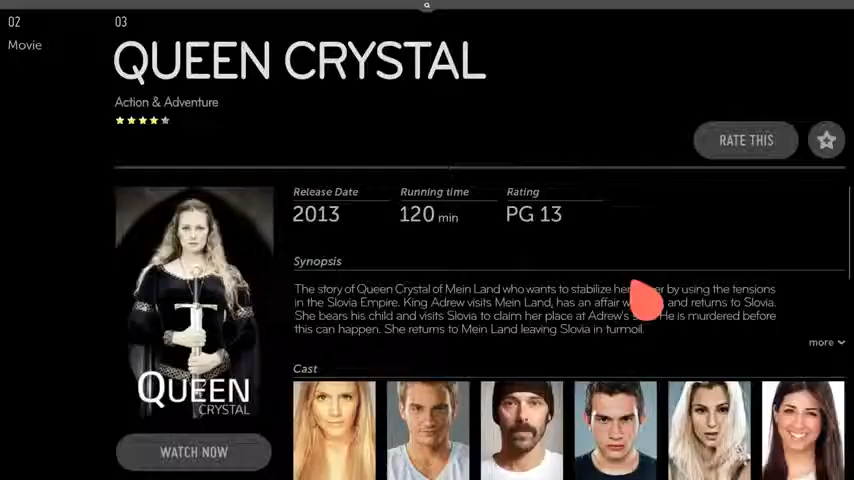 02
03
Movie
QUEEN CRYSTAL
Action & Adventure
RATE THIS
Release Date
Running time
Rating
2013
120 min
PG 13
Synopsis
The story of Queen Crystal of Mein Land who wants to stabilize her by using the tensions
in the Slovia Empire. King Adrew visits Mein Land, has an affair and returns to Slovia.
She bears his child and visits Slovia to claim her place at Adrew's He is murdered before
this can happen. She returns to Mein Land leaving Slovia in turmoil.
more
Cast
QUEEN
CRYSTAL
WATCH NOW